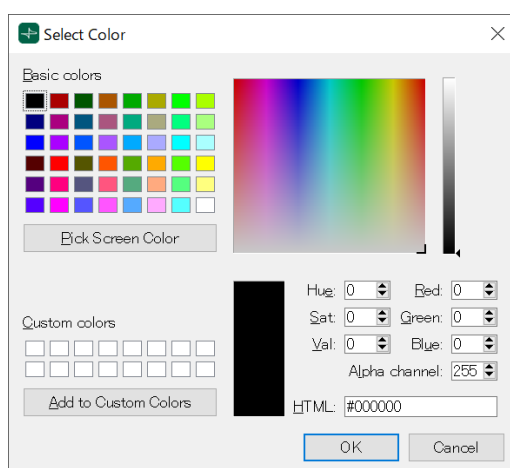 Select Color
Basic colors
Pick Screen Color
Custom colors
Add to Custom Colors
Hue: 0 Red: 0
Sat: 0 Green: 0
Val: 0 Blue: 0
Alpha channel: 255
HTML: #000000
OK Cancel